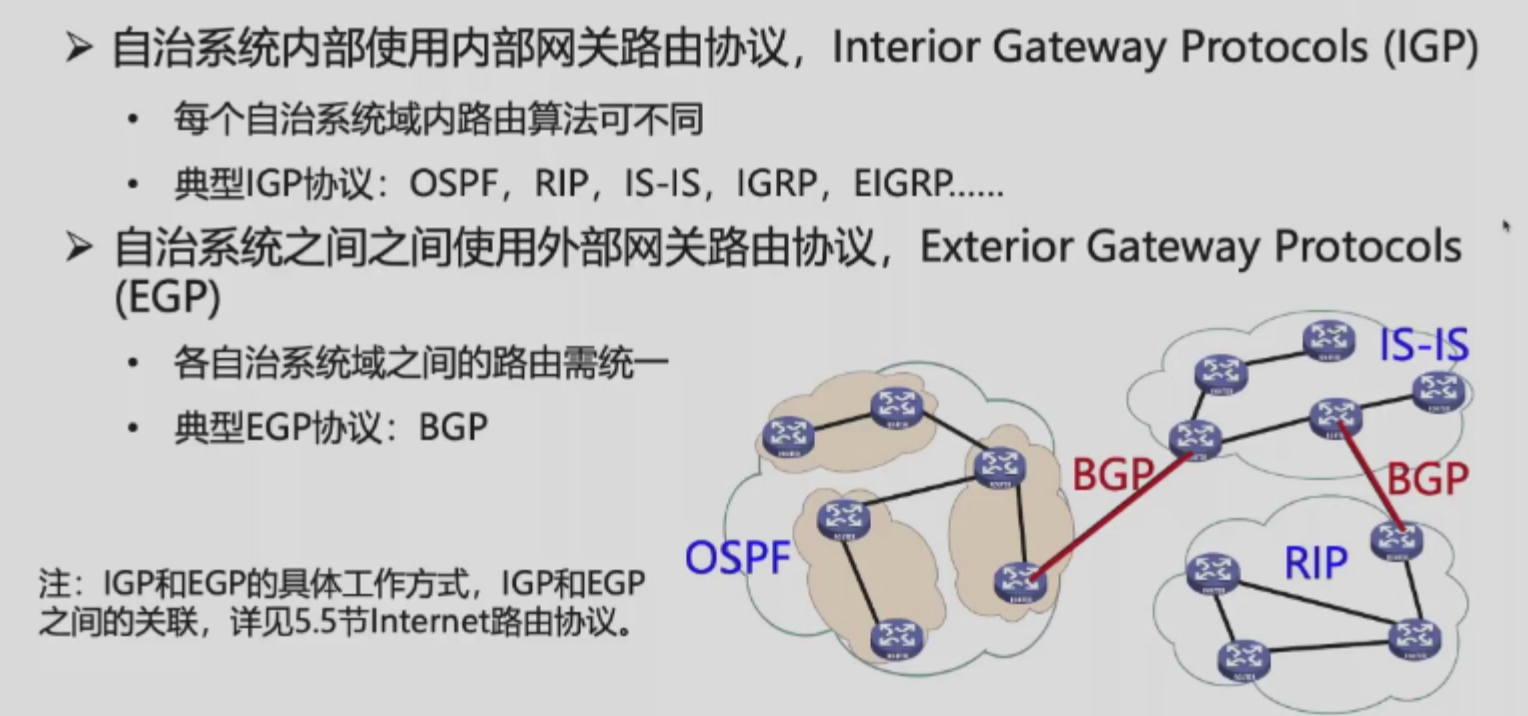 ➢ 自治系统内部使用内部网关路由协议，Interior Gateway Protocols (IGP)
• 每个自治系统域内路由算法可不同
• 典型IGP协议：OSPF，RIP，IS-IS，IGRP，EIGRP……
➢ 自治系统之间之间使用外部网关路由协议，Exterior Gateway Protocols
(EGP)
• 各自治系统域之间的路由需统一
• 典型EGP协议：BGP
IS-IS
BGP
BGP
OSPF
RIP
注：IGP和EGP的具体工作方式，IGP和EGP
之间的关联，详见5.5节Internet路由协议。